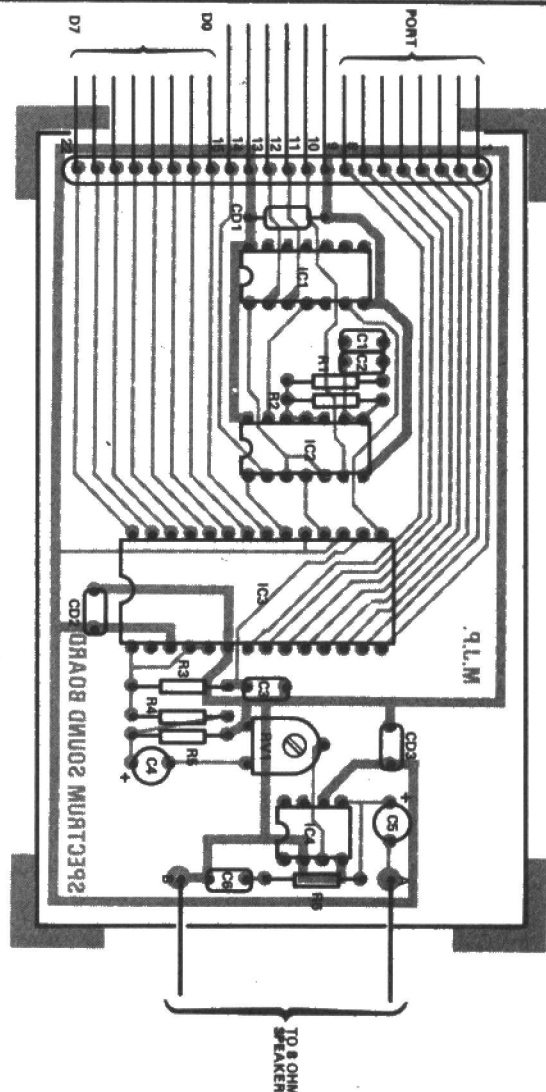 D7
D0
PORT
22
15
14
13
12
11
10
9
8
1
CD1
IC1
C1
C2
R1
R2
IC2
IC3
CD2
M.J.P.
R3
C3
R4
R5
RV1
CD3
+
C4
+
C5
IC4
C6
R6
B
A
SPECTRUM SOUND BOARD
TO 8 OHM
SPEAKER